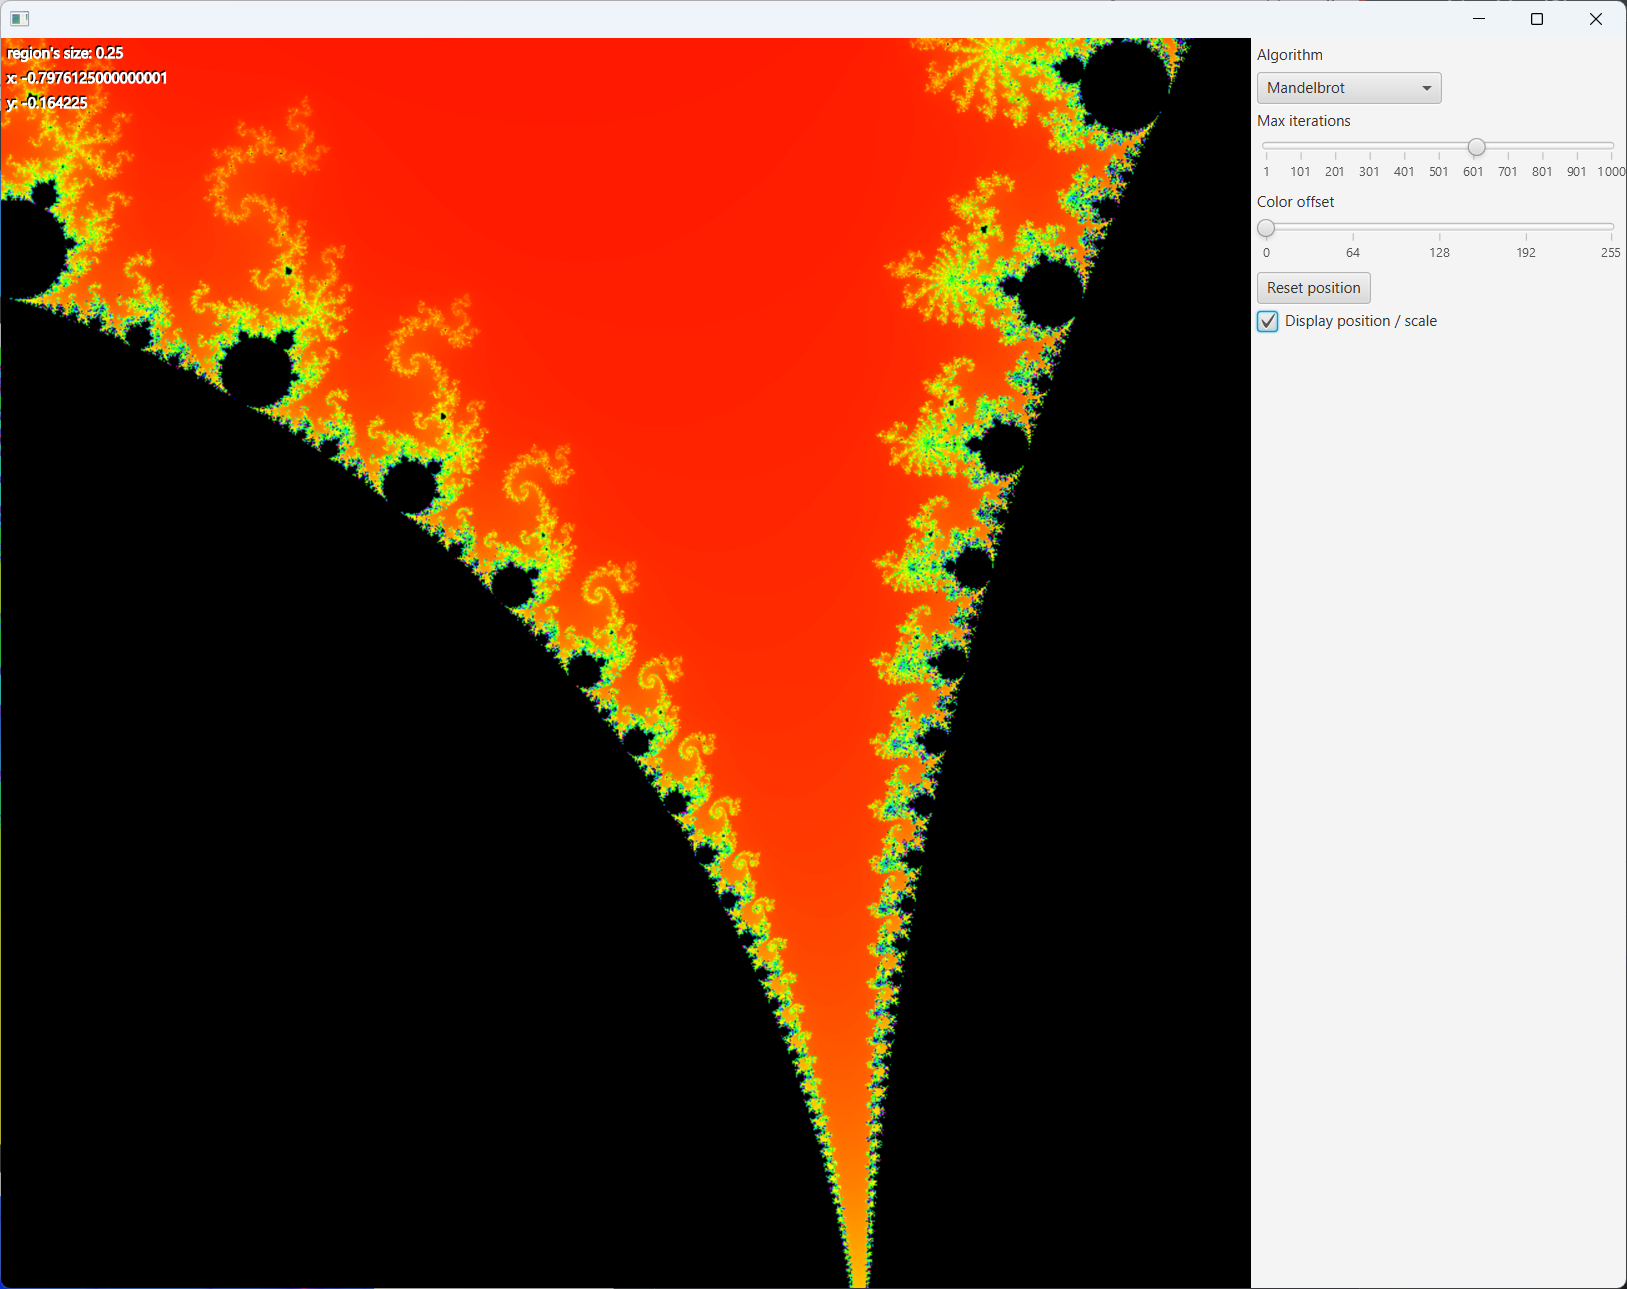 region's size: 0.25
x: -0.7976125000000001
y: -0.164225
Algorithm
Mandelbrot
Max iterations
1 101 201 301 401 501 601 701 801 901 1000
Color offset
0 64 128 192 255
Reset position
Display position / scale